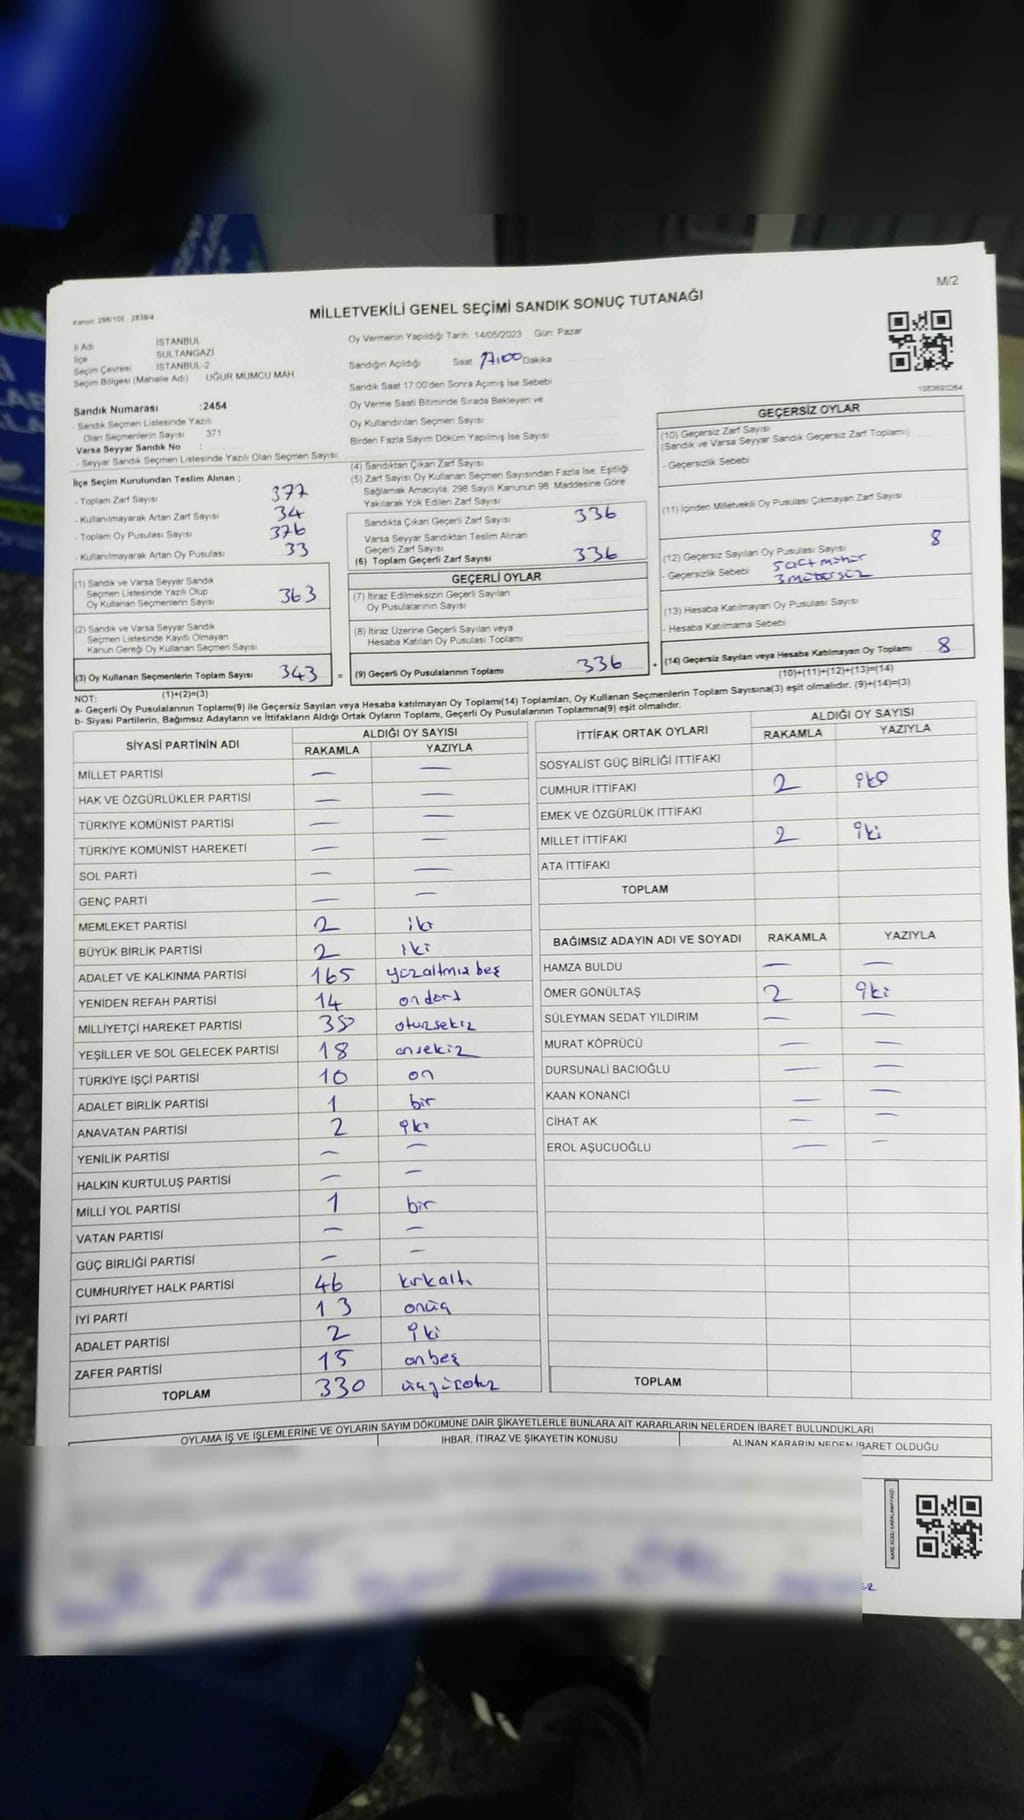 M/2
MİLLETVEKİLİ GENEL SEÇİMİ SANDIK SONUÇ TUTANAĞI
Kanun: 298/105 , 2839/4
İl Adı İSTANBUL
İlçe SULTANGAZİ
Seçim Çevresi İSTANBUL-2
Seçim Bölgesi (Mahalle Adı) UĞUR MUMCU MAH.
Sandık Numarası :2454
- Sandık Seçmen Listesinde Yazılı
Olan Seçmenlerin Sayısı 371
Varsa Seyyar Sandık No :
- Seyyar Sandık Seçmen Listesinde Yazılı Olan Seçmen Sayısı:
Oy Vermenin Yapıldığı Tarih: 14/05/2023 Gün: Pazar
Sandığın Açıldığı Saat 17:00 Dakika
Sandık Saat 17:00'den Sonra Açılmış İse Sebebi
Oy Verme Saati Bitiminde Sırada Bekleyen ve
Oy Kullandırılan Seçmen Sayısı
Birden Fazla Sayım Döküm Yapılmış İse Sayısı
İlçe Seçim Kurulundan Teslim Alınan ;
- Toplam Zarf Sayısı 377
- Kullanılmayarak Artan Zarf Sayısı 34
- Toplam Oy Pusulası Sayısı 376
- Kullanılmayarak Artan Oy Pusulası 33
(1) Sandık ve Varsa Seyyar Sandık
Seçmen Listesinde Yazılı Olup
Oy Kullanan Seçmenlerin Sayısı 363
(2) Sandık ve Varsa Seyyar Sandık
Seçmen Listesinde Kayıtlı Olmayan
Kanun Gereği Oy Kullanan Seçmen Sayısı
(3) Oy Kullanan Seçmenlerin Toplam Sayısı 343 =
(1)+(2)=(3)
(4) Sandıktan Çıkan Zarf Sayısı
(5) Zarf Sayısı Oy Kullanan Seçmen Sayısından Fazla İse, Eşitliği
Sağlamak Amacıyla, 298 Sayılı Kanunun 98. Maddesine Göre
Yakılarak Yok Edilen Zarf Sayısı
Sandıkta Çıkan Geçerli Zarf Sayısı 336
Varsa Seyyar Sandıktan Teslim Alınan
Geçerli Zarf Sayısı
(6) Toplam Geçerli Zarf Sayısı 336
GEÇERLİ OYLAR
(7) İtiraz Edilmeksizin Geçerli Sayılan
Oy Pusulalarının Sayısı
(8) İtiraz Üzerine Geçerli Sayılan veya
Hesaba Katılan Oy Pusulası Toplamı
(9) Geçerli Oy Pusulalarının Toplamı 336 +
1083693264
GEÇERSİZ OYLAR
(10) Geçersiz Zarf Sayısı
(Sandık ve Varsa Seyyar Sandık Geçersiz Zarf Toplamı)
- Geçersizlik Sebebi
(11) İçinden Milletvekili Oy Pusulası Çıkmayan Zarf Sayısı
(12) Geçersiz Sayılan Oy Pusulası Sayısı 8
- Geçersizlik Sebebi 5 mühür
3 mühürsüz
(13) Hesaba Katılmayan Oy Pusulası Sayısı
- Hesaba Katılmama Sebebi
(14) Geçersiz Sayılan veya Hesaba Katılmayan Oy Toplamı 8
(10)+(11)+(12)+(13)=(14)
NOT:
a- Geçerli Oy Pusulalarının Toplamı(9) ile Geçersiz Sayılan veya Hesaba katılmayan Oy Toplamı(14) Toplamları, Oy Kullanan Seçmenlerin Toplam Sayısına(3) eşit olmalıdır. (9)+(14)=(3)
b- Siyasi Partilerin, Bağımsız Adayların ve İttifakların Aldığı Ortak Oyların Toplamı, Geçerli Oy Pusulalarının Toplamına(9) eşit olmalıdır.
SİYASİ PARTİNİN ADI ALDIĞI OY SAYISI
RAKAMLA YAZIYLA
MİLLET PARTİSİ — —
HAK VE ÖZGÜRLÜKLER PARTİSİ — —
TÜRKİYE KOMÜNİST PARTİSİ — —
TÜRKİYE KOMÜNİST HAREKETİ — —
SOL PARTİ — —
GENÇ PARTİ — —
MEMLEKET PARTİSİ 2 iki
BÜYÜK BİRLİK PARTİSİ 2 iki
ADALET VE KALKINMA PARTİSİ 165 yüzaltmış beş
YENİDEN REFAH PARTİSİ 14 ondört
MİLLİYETÇİ HAREKET PARTİSİ 38 otuzsekiz
YEŞİLLER VE SOL GELECEK PARTİSİ 18 onsekiz
TÜRKİYE İŞÇİ PARTİSİ 10 on
ADALET BİRLİK PARTİSİ 1 bir
ANAVATAN PARTİSİ 2 iki
YENİLİK PARTİSİ — —
HALKIN KURTULUŞ PARTİSİ — —
MİLLİ YOL PARTİSİ 1 bir
VATAN PARTİSİ — —
GÜÇ BİRLİĞİ PARTİSİ — —
CUMHURİYET HALK PARTİSİ 46 kırkaltı
İYİ PARTİ 13 onüç
ADALET PARTİSİ 2 iki
ZAFER PARTİSİ 15 onbeş
TOPLAM 330 üçyüzotuz
İTTİFAK ORTAK OYLARI ALDIĞI OY SAYISI
RAKAMLA YAZIYLA
SOSYALİST GÜÇ BİRLİĞİ İTTİFAKI
CUMHUR İTTİFAKI 2 iki
EMEK VE ÖZGÜRLÜK İTTİFAKI
MİLLET İTTİFAKI 2 iki
ATA İTTİFAKI
TOPLAM
BAĞIMSIZ ADAYIN ADI VE SOYADI RAKAMLA YAZIYLA
HAMZA BULDU — —
ÖMER GÖNÜLTAŞ 2 iki
SÜLEYMAN SEDAT YILDIRIM — —
MURAT KÖPRÜCÜ — —
DURSUNALİ BACIOĞLU — —
KAAN KONANCİ — —
CİHAT AK — —
EROL AŞUCUOĞLU — —
TOPLAM
OYLAMA İŞ VE İŞLEMLERİNE VE OYLARIN SAYIM DÖKÜMÜNE DAİR ŞİKAYETLERLE BUNLARA AİT KARARLARIN NELERDEN İBARET BULUNDUKLARI
İHBAR, İTİRAZ VE ŞİKAYETİN KONUSU ALINAN KARARIN NEDEN İBARET OLDUĞU